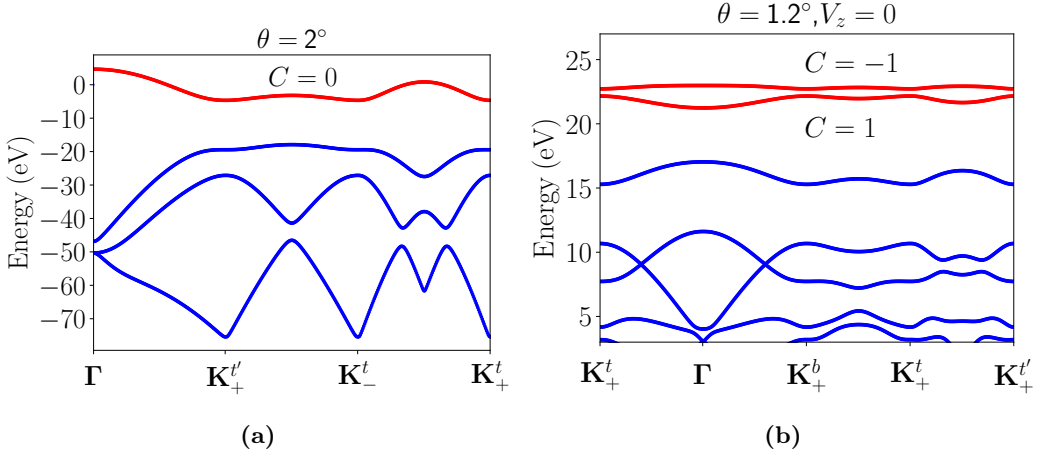 θ = 2°
C = 0
Energy (eV)
0
−10
−20
−30
−40
−50
−60
−70
Γ
K₊ᵗ′
K₋ᵗ
K₊ᵗ
(a)
θ = 1.2°,V_z = 0
C = −1
C = 1
Energy (eV)
25
20
15
10
5
K₊ᵗ
Γ
K₊ᵇ
K₊ᵗ
K₊ᵗ′
(b)